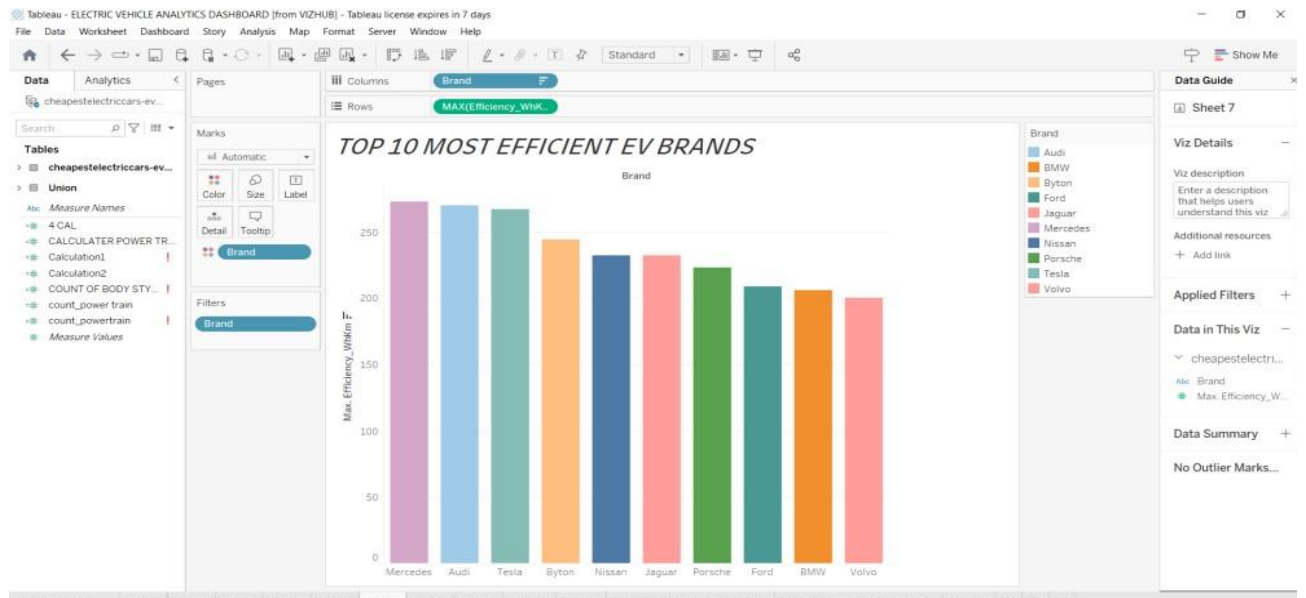 Tableau - ELECTRIC VEHICLE ANALYTICS DASHBOARD [from VIZHUB] - Tableau license expires in 7 days
File Data Worksheet Dashboard Story Analysis Map Format Server Window Help
Standard
Show Me
Data Analytics
cheapestelectriccars-ev...
Search
Tables
cheapestelectriccars-ev...
Union
Abc Measure Names
4 CAL
CALCULATER POWER TR...
Calculation1 !
Calculation2
COUNT OF BODY STY... !
count_power train
count_powertrain !
Measure Values
Pages
Marks
Automatic
Color Size Label
Detail Tooltip
Brand
Filters
Brand
Columns Brand
Rows MAX(Efficiency_WhK..
TOP 10 MOST EFFICIENT EV BRANDS
Brand
Max. Efficiency_WhKm
250
200
150
100
50
0
Mercedes Audi Tesla Byton Nissan Jaguar Porsche Ford BMW Volvo
Brand
Audi
BMW
Byton
Ford
Jaguar
Mercedes
Nissan
Porsche
Tesla
Volvo
Data Guide
Sheet 7
Viz Details
Viz description
Enter a description
that helps users
understand this viz
Additional resources
+ Add link
Applied Filters +
Data in This Viz
cheapestelectri...
Abc Brand
Max. Efficiency_W...
Data Summary +
No Outlier Marks...